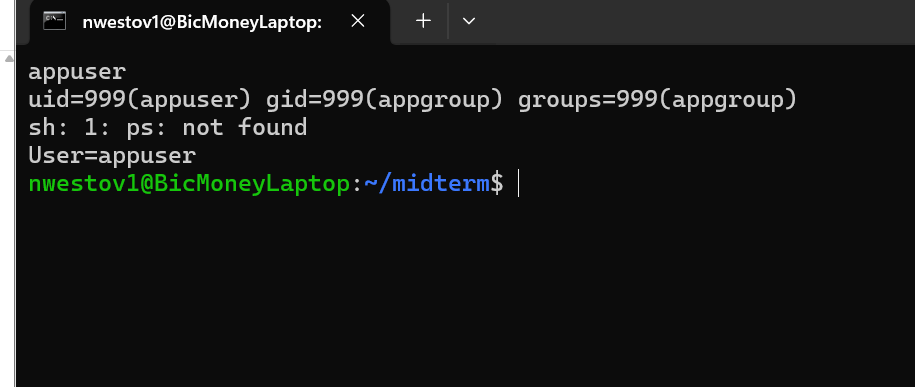 nwestov1@BicMoneyLaptop:
appuser
uid=999(appuser) gid=999(appgroup) groups=999(appgroup)
sh: 1: ps: not found
User=appuser
nwestov1@BicMoneyLaptop:~/midterm$